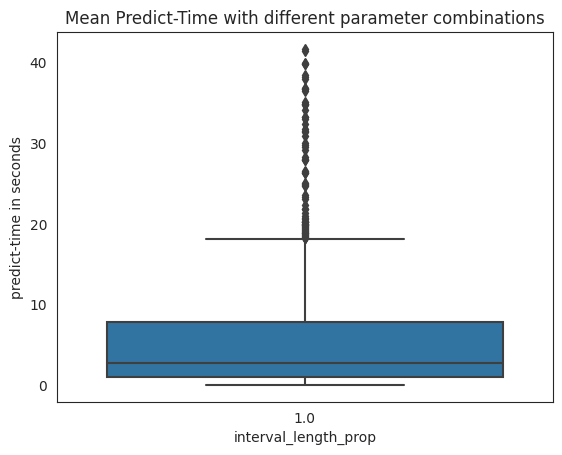 Mean Predict-Time with different parameter combinations
40
30
20
10
0
predict-time in seconds
1.0
interval_length_prop